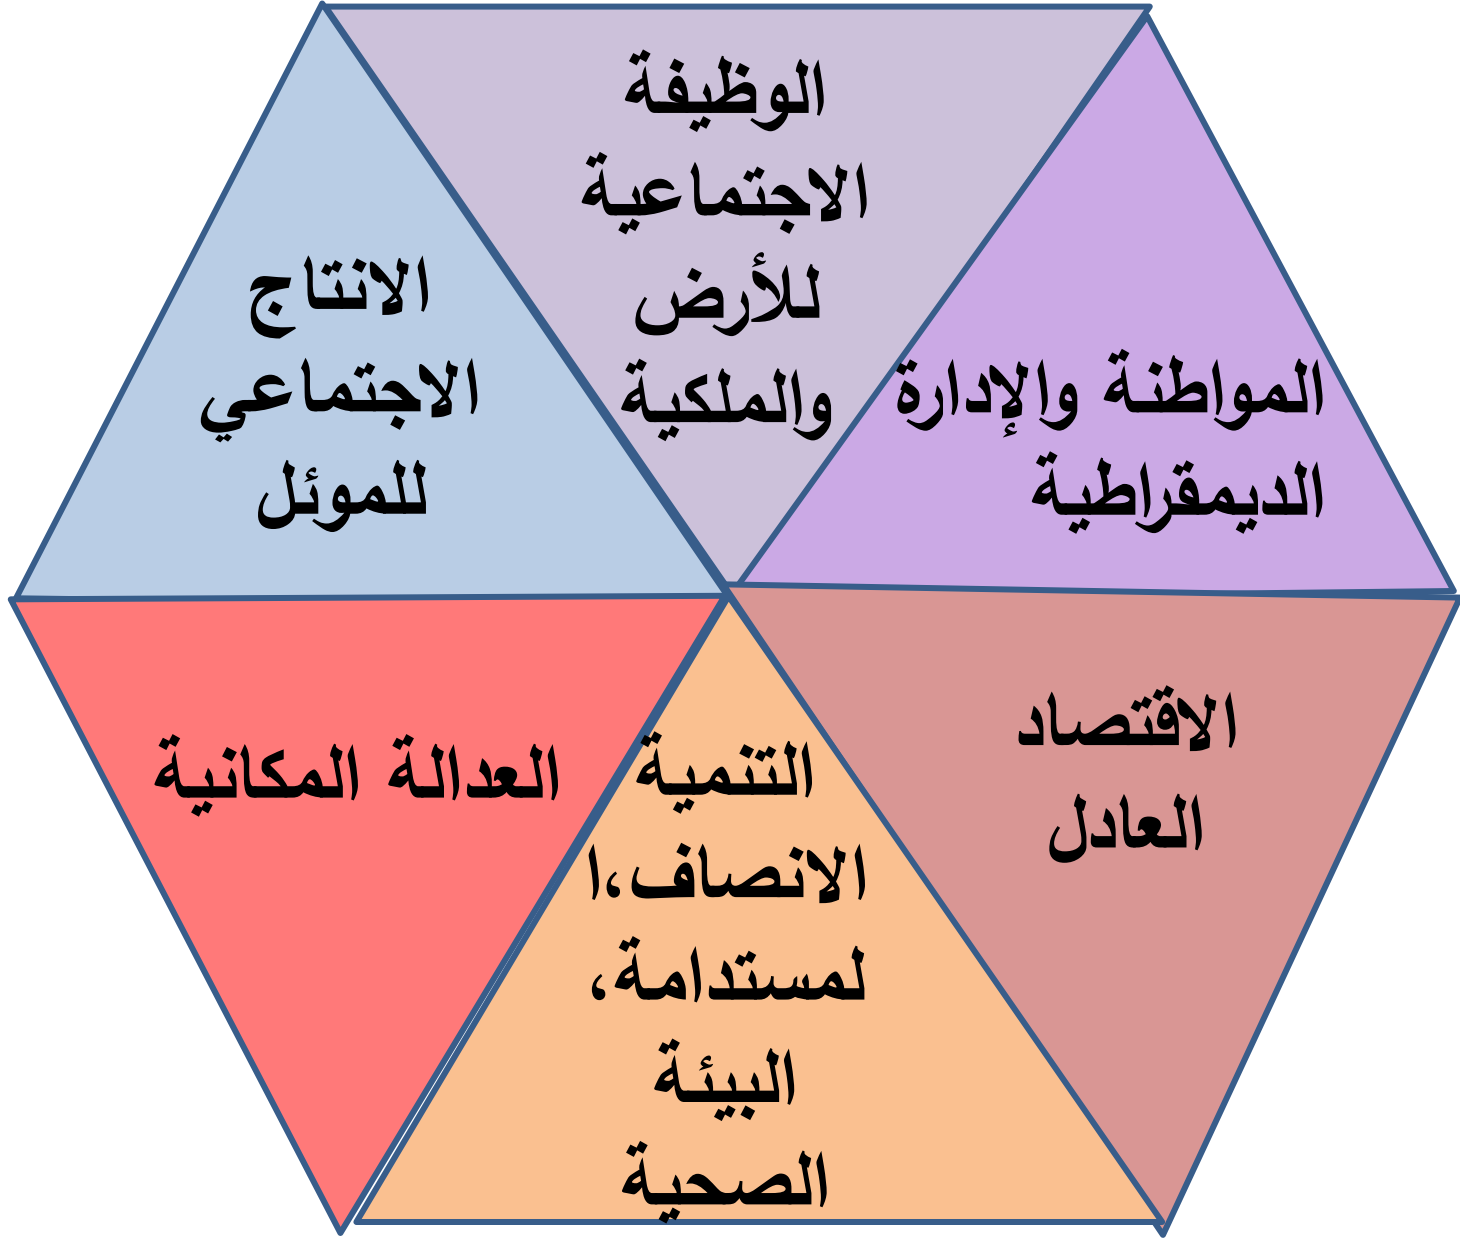 الوظيفة
الاجتماعية
للأرض
والملكية
المواطنة والإدارة
الديمقراطية
الانتاج
الاجتماعي
للموئل
الاقتصاد
العادل
التنمية
الانصاف،ا
لمستدامة،
البيئة
الصحية
العدالة المكانية